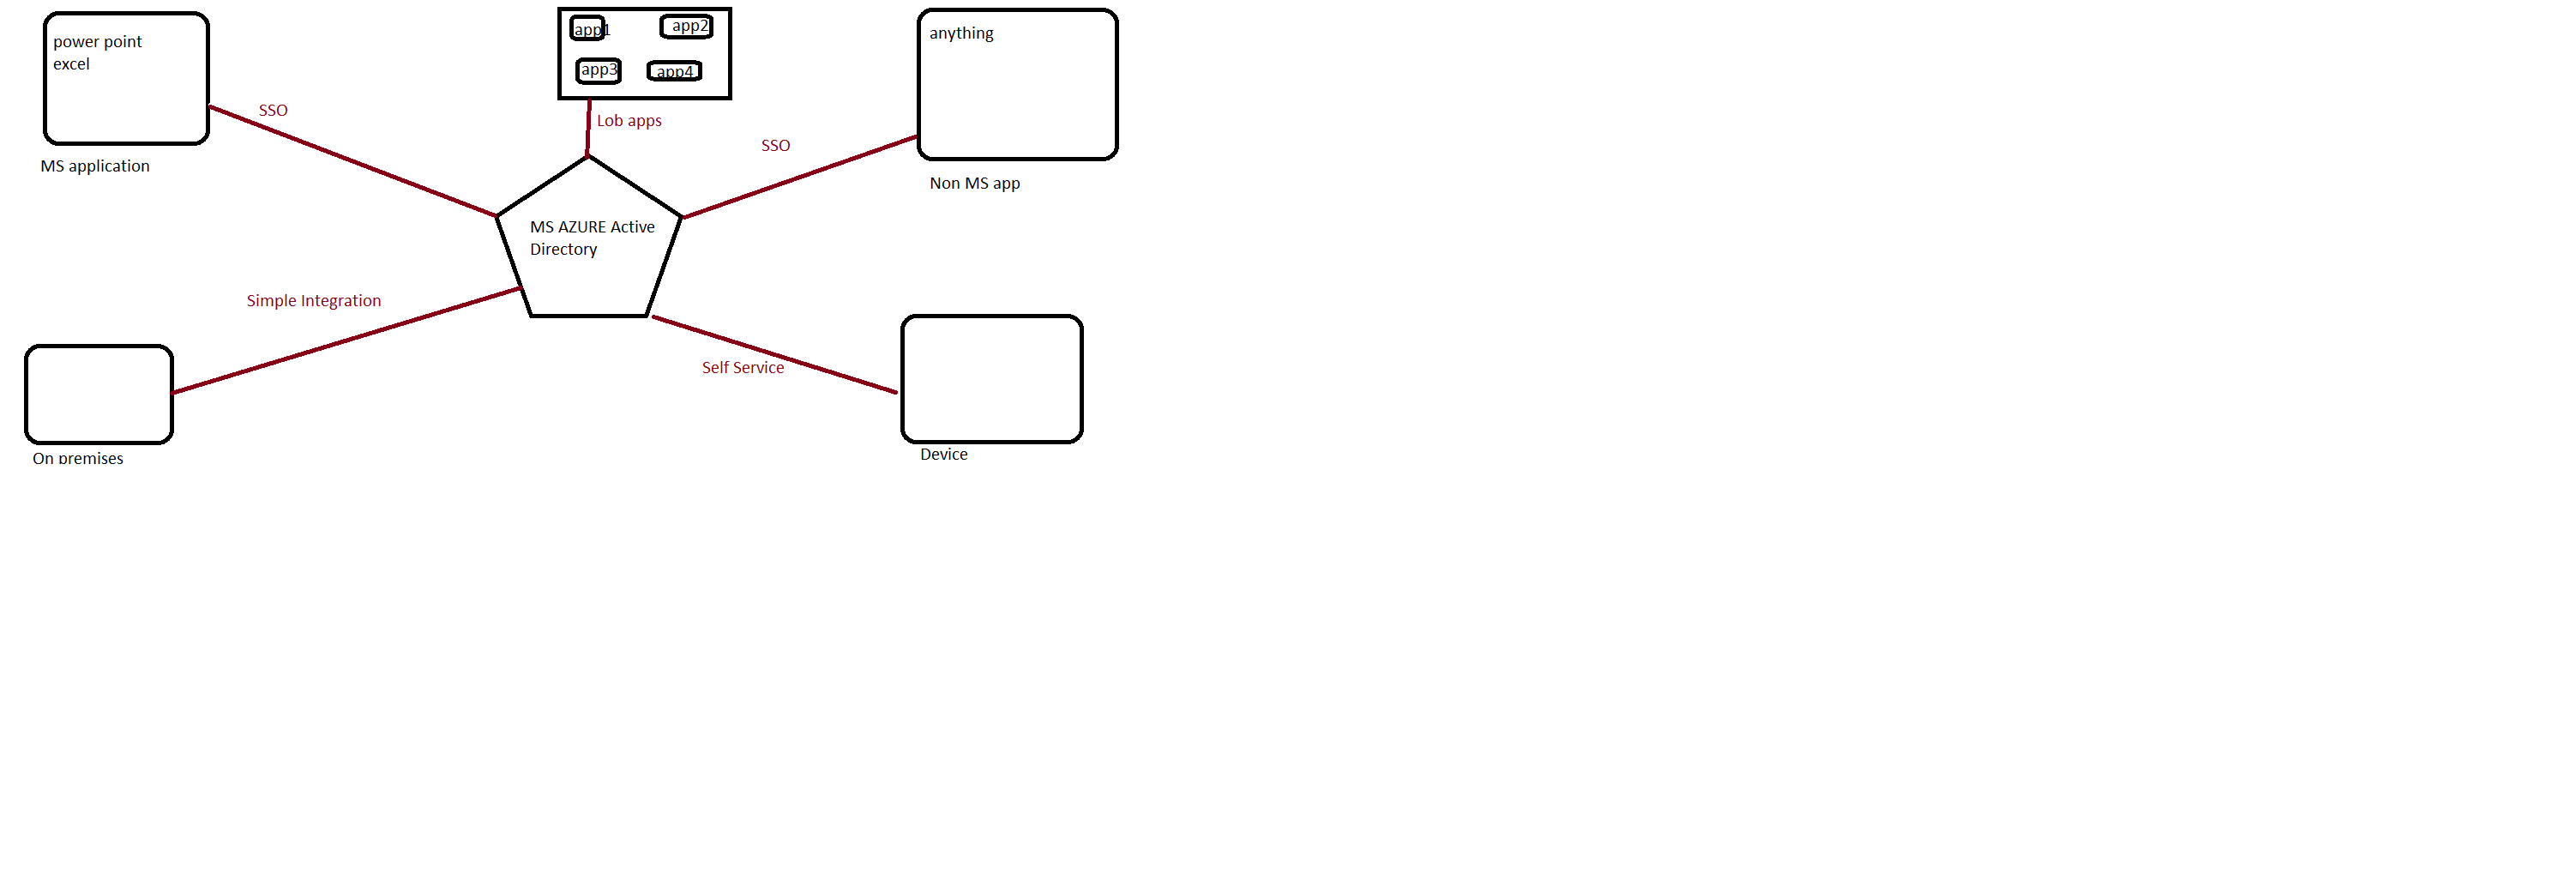 power point
excel
MS application
SSO
app1
app2
app3
app4
Lob apps
SSO
anything
Non MS app
MS AZURE Active
Directory
Simple Integration
On premises
Self Service
Device